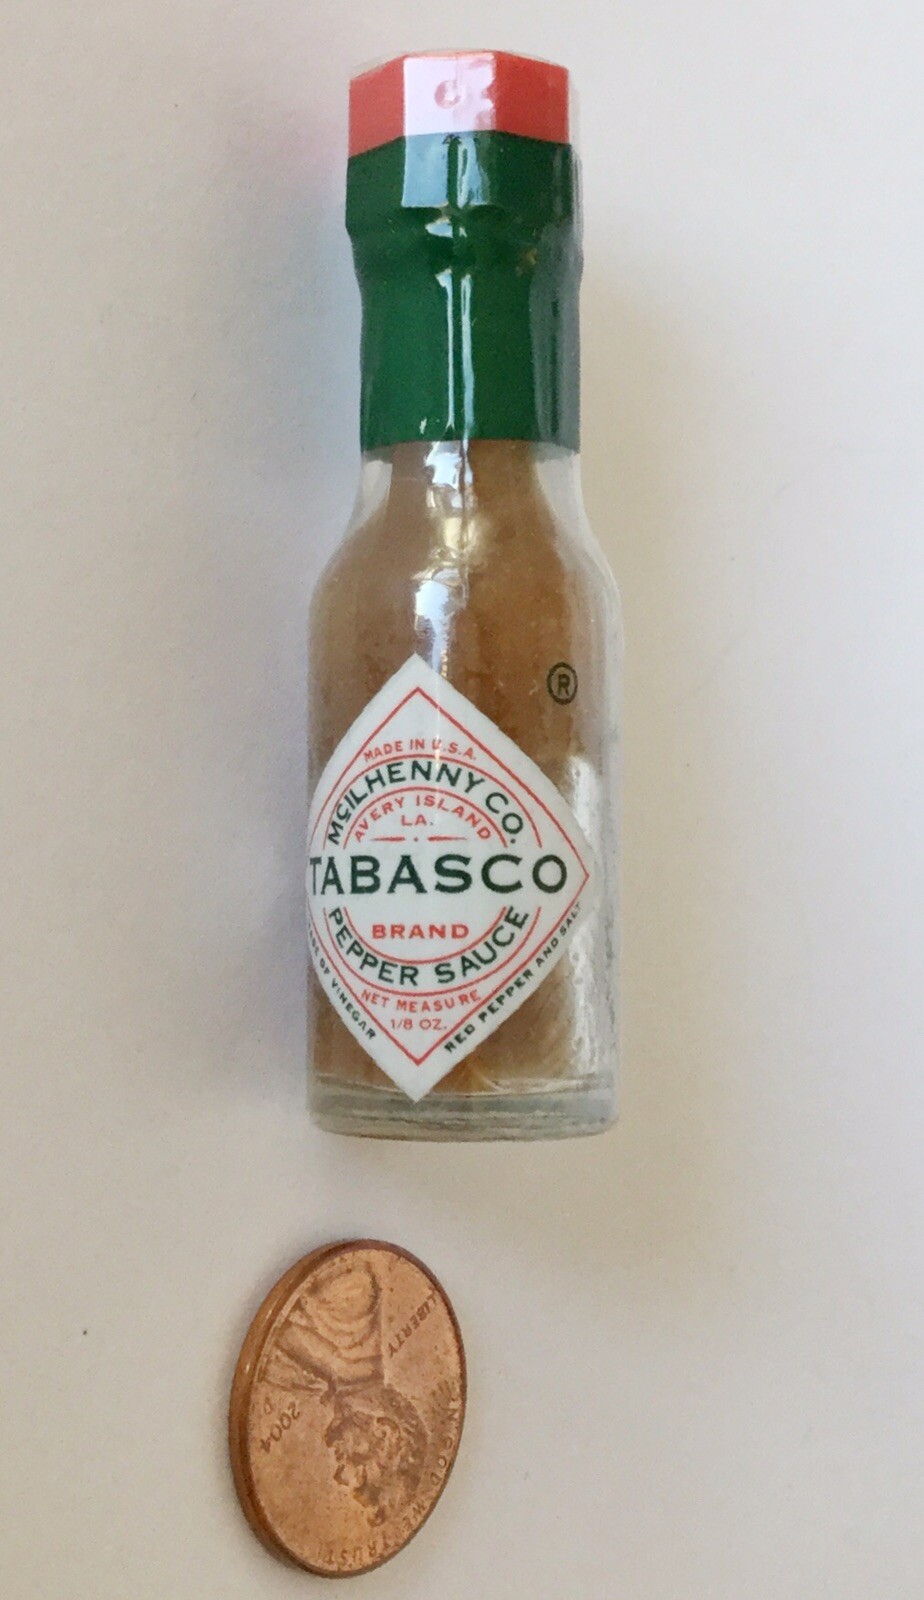 ®
MADE IN U.S.A.
McILHENNY CO.
AVERY ISLAND
LA.
TABASCO
BRAND
PEPPER SAUCE
NET MEASURE
1/8 OZ.
OF VINEGAR
RED PEPPER AND SALT
LIBERTY
2004
D
IN GOD WE TRUST